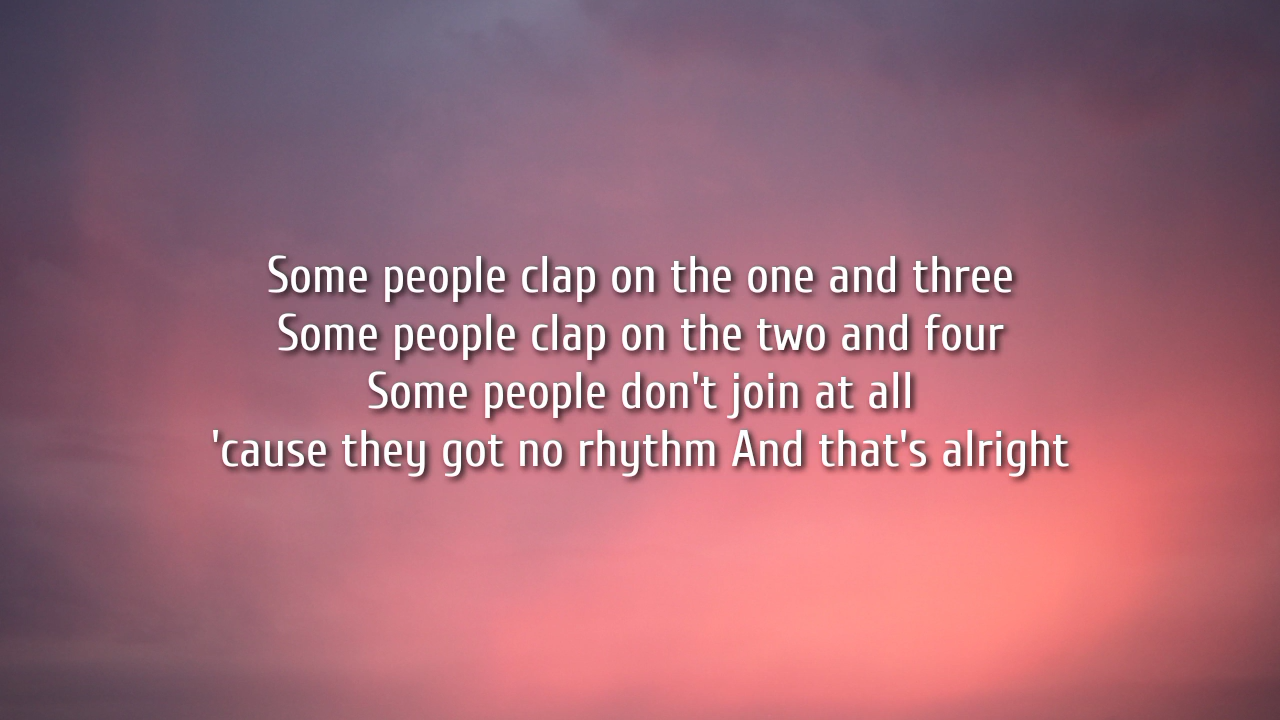 Some people clap on the one and three
Some people clap on the two and four
Some people don't join at all
'cause they got no rhythm And that's alright